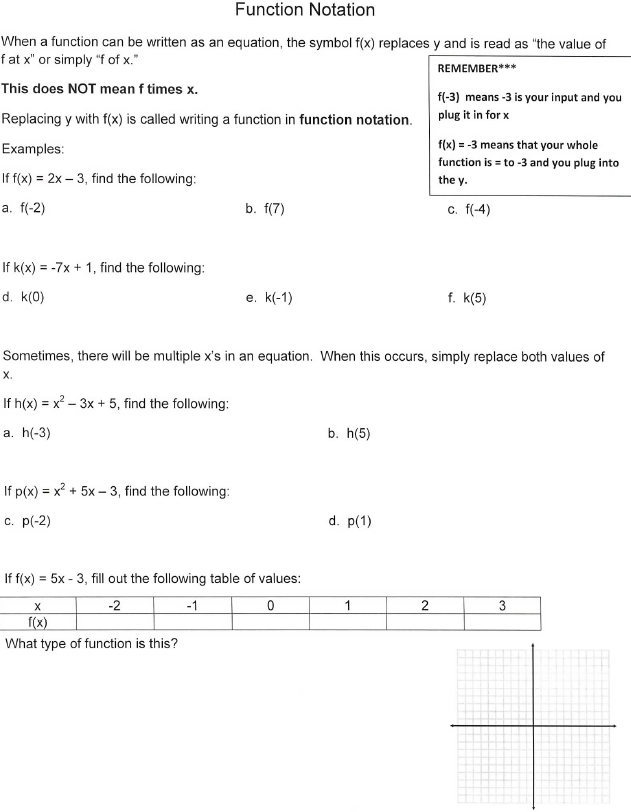 Function Notation
When a function can be written as an equation, the symbol f(x) replaces y and is read as “the value of
f at x” or simply “f of x.”
This does NOT mean f times x.
Replacing y with f(x) is called writing a function in function notation.
REMEMBER***
f(-3) means -3 is your input and you
plug it in for x
f(x) = -3 means that your whole
function is = to -3 and you plug into
the y.
Examples:
If f(x) = 2x – 3, find the following:
a. f(-2) b. f(7) c. f(-4)
If k(x) = -7x + 1, find the following:
d. k(0) e. k(-1) f. k(5)
Sometimes, there will be multiple x's in an equation. When this occurs, simply replace both values of
x.
If h(x) = x² – 3x + 5, find the following:
a. h(-3) b. h(5)
If p(x) = x² + 5x – 3, find the following:
c. p(-2) d. p(1)
If f(x) = 5x - 3, fill out the following table of values:
x -2 -1 0 1 2 3
f(x)
What type of function is this?